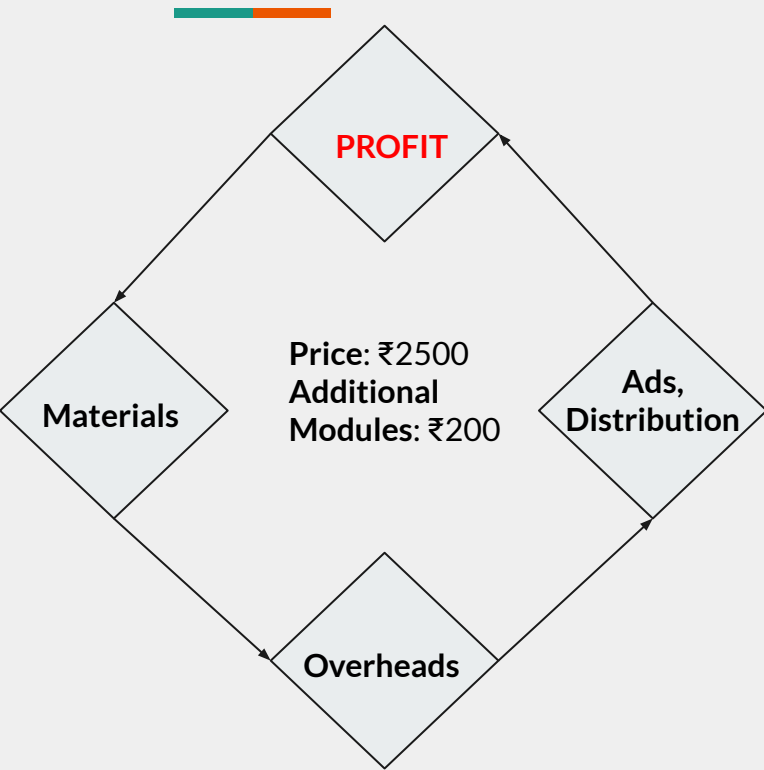 PROFIT
Price: ₹2500
Additional
Modules: ₹200
Materials
Ads,
Distribution
Overheads